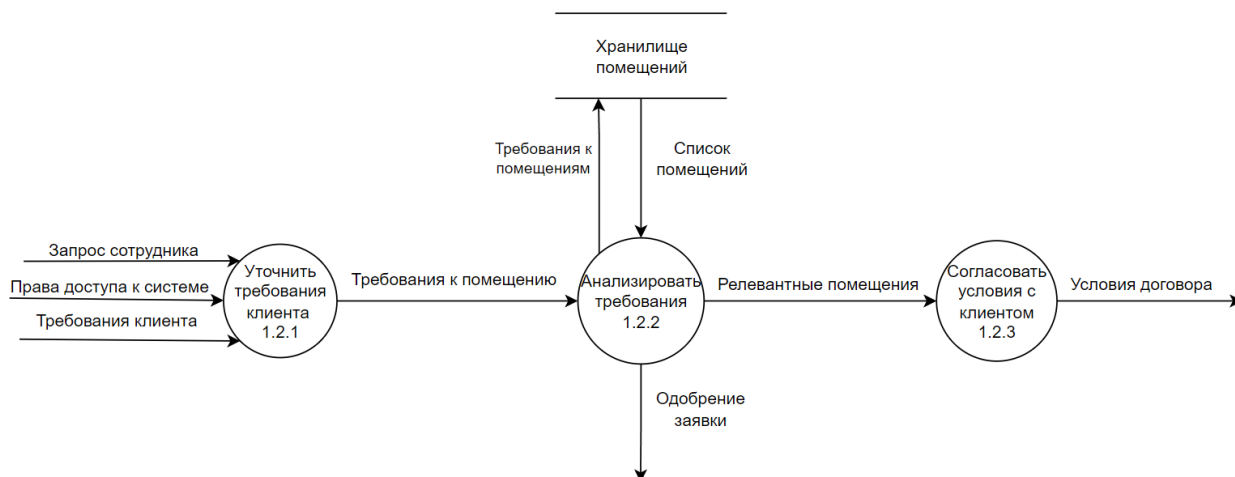 Хранилище
помещений
Требования к
помещениям
Список
помещений
Запрос сотрудника
Права доступа к системе
Требования клиента
Уточнить
требования
клиента
1.2.1
Требования к помещению
Анализировать
требования
1.2.2
Релевантные помещения
Согласовать
условия с
клиентом
1.2.3
Условия договора
Одобрение
заявки